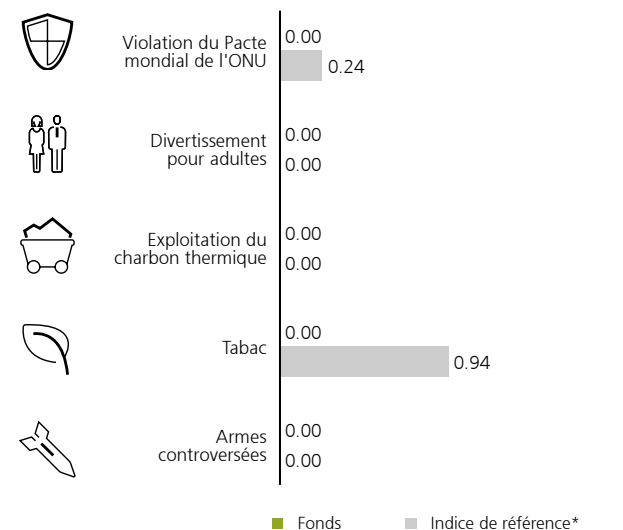 Violation du Pacte
mondial de l'ONU
0.00
0.24
Divertissement
pour adultes
0.00
0.00
Exploitation du
charbon thermique
0.00
0.00
Tabac
0.00
0.94
Armes
controversées
0.00
0.00
Fonds
Indice de référence*